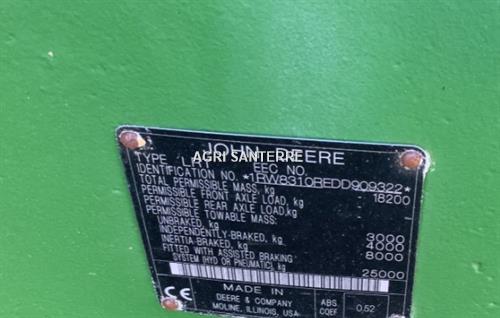 JOHN DEERE
AGRI SANTERRE
TYPE LRT EEC NO.
IDENTIFICATION NO. *1RW8310REDD909322*
TOTAL PERMISSIBLE MASS, kg 18200
PERMISSIBLE FRONT AXLE LOAD, kg
PERMISSIBLE REAR AXLE LOAD, kg
PERMISSIBLE TOWABLE MASS:
UNBRAKED, kg 3000
INDEPENDENTLY-BRAKED, kg 4000
INERTIA-BRAKED, kg 8000
FITTED WITH ASSISTED BRAKING
SYSTEM (HYD OR PNEUMATIC), kg 25000
MADE IN
DEERE & COMPANY
MOLINE, ILLINOIS, USA
ABS.
COEF
0,52
CE